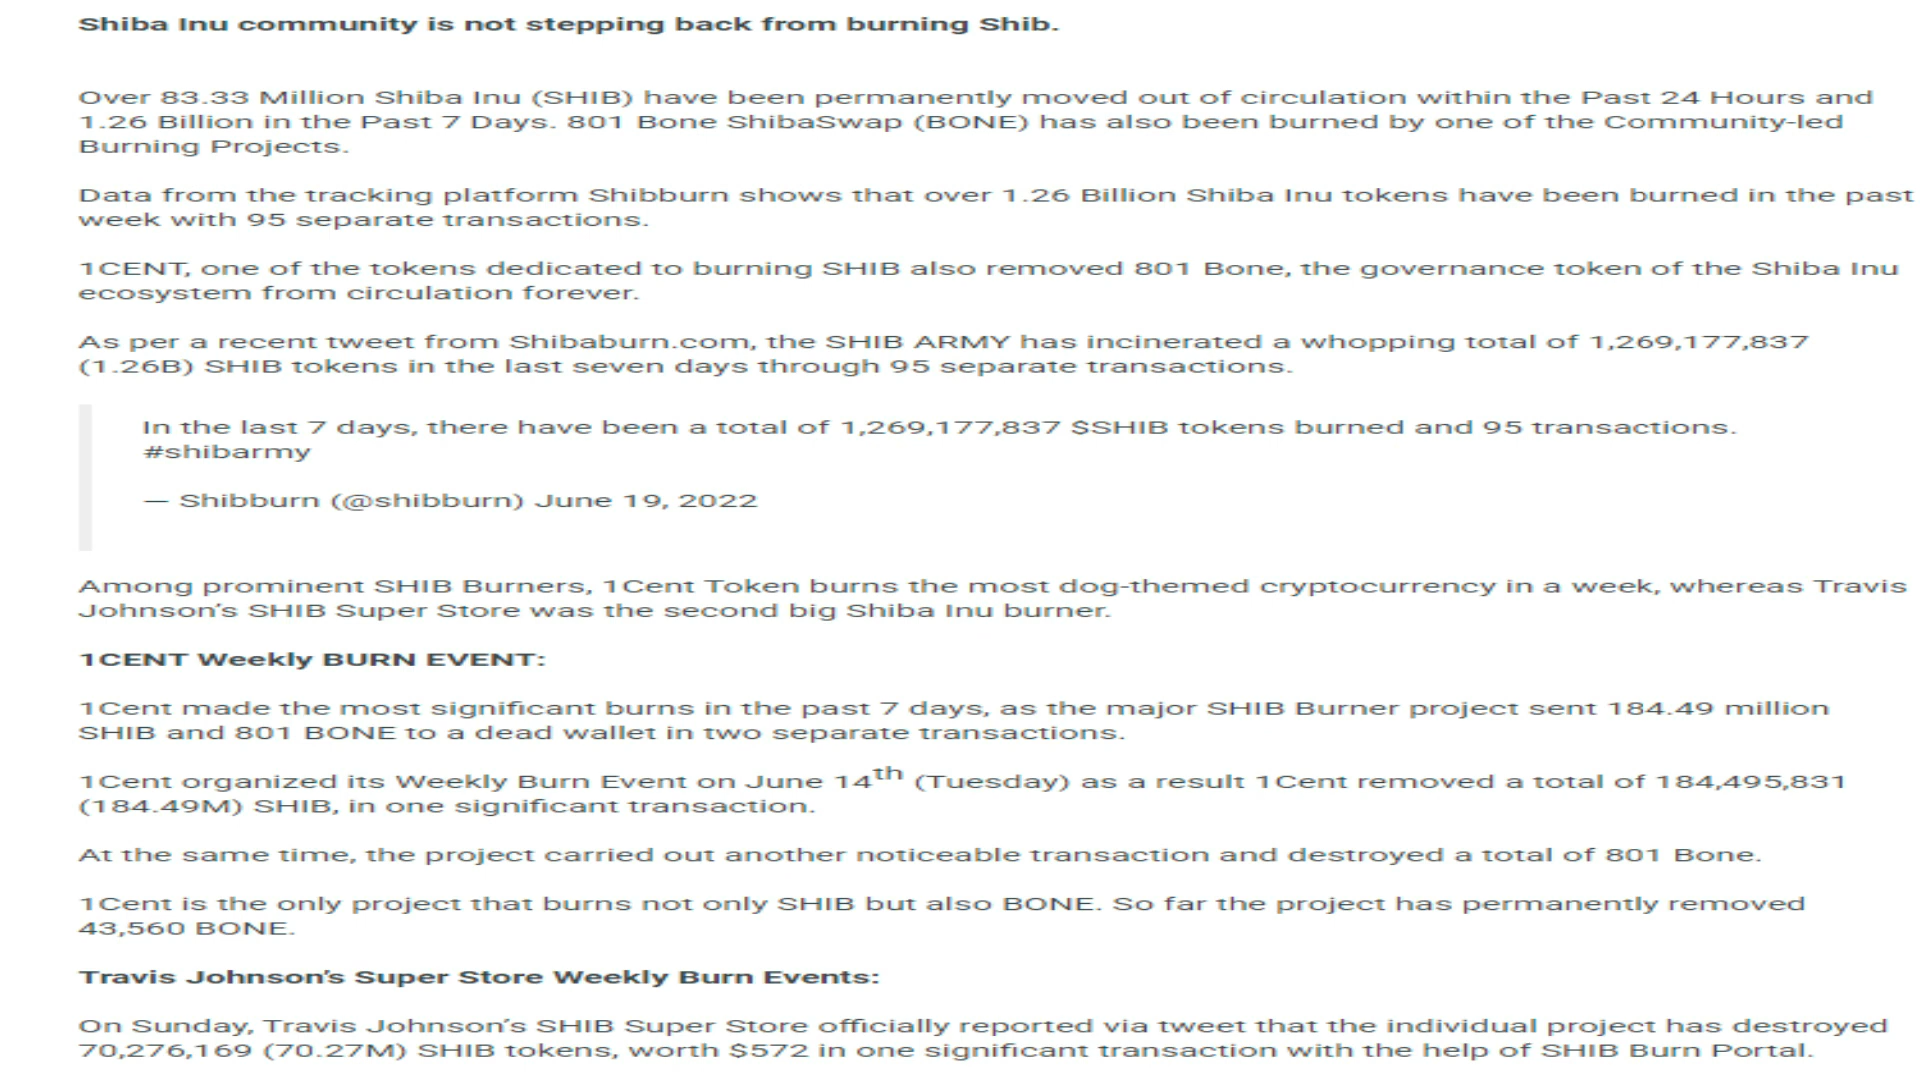 Shiba Inu community is not stepping back from burning Shib.
Over 83.33 Million Shiba Inu (SHIB) have been permanently moved out of circulation within the Past 24 Hours and
1.26 Billion in the Past 7 Days. 801 Bone ShibaSwap (BONE) has also been burned by one of the Community-led
Burning Projects.
Data from the tracking platform Shibburn shows that over 1.26 Billion Shiba Inu tokens have been burned in the past
week with 95 separate transactions.
1CENT, one of the tokens dedicated to burning SHIB also removed 801 Bone, the governance token of the Shiba Inu
ecosystem from circulation forever.
As per a recent tweet from Shibaburn.com, the SHIB ARMY has incinerated a whopping total of 1,269,177,837
(1.26B) SHIB tokens in the last seven days through 95 separate transactions.
In the last 7 days, there have been a total of 1,269,177,837 $SHIB tokens burned and 95 transactions.
#shibarmy
— Shibburn (@shibburn) June 19, 2022
Among prominent SHIB Burners, 1Cent Token burns the most dog-themed cryptocurrency in a week, whereas Travis
Johnson's SHIB Super Store was the second big Shiba Inu burner.
1CENT Weekly BURN EVENT:
1Cent made the most significant burns in the past 7 days, as the major SHIB Burner project sent 184.49 million
SHIB and 801 BONE to a dead wallet in two separate transactions.
1Cent organized its Weekly Burn Event on June 14th (Tuesday) as a result 1Cent removed a total of 184,495,831
(184.49M) SHIB, in one significant transaction.
At the same time, the project carried out another noticeable transaction and destroyed a total of 801 Bone.
1Cent is the only project that burns not only SHIB but also BONE. So far the project has permanently removed
43,560 BONE.
Travis Johnson's Super Store Weekly Burn Events:
On Sunday, Travis Johnson's SHIB Super Store officially reported via tweet that the individual project has destroyed
70,276,169 (70.27M) SHIB tokens, worth $572 in one significant transaction with the help of SHIB Burn Portal.